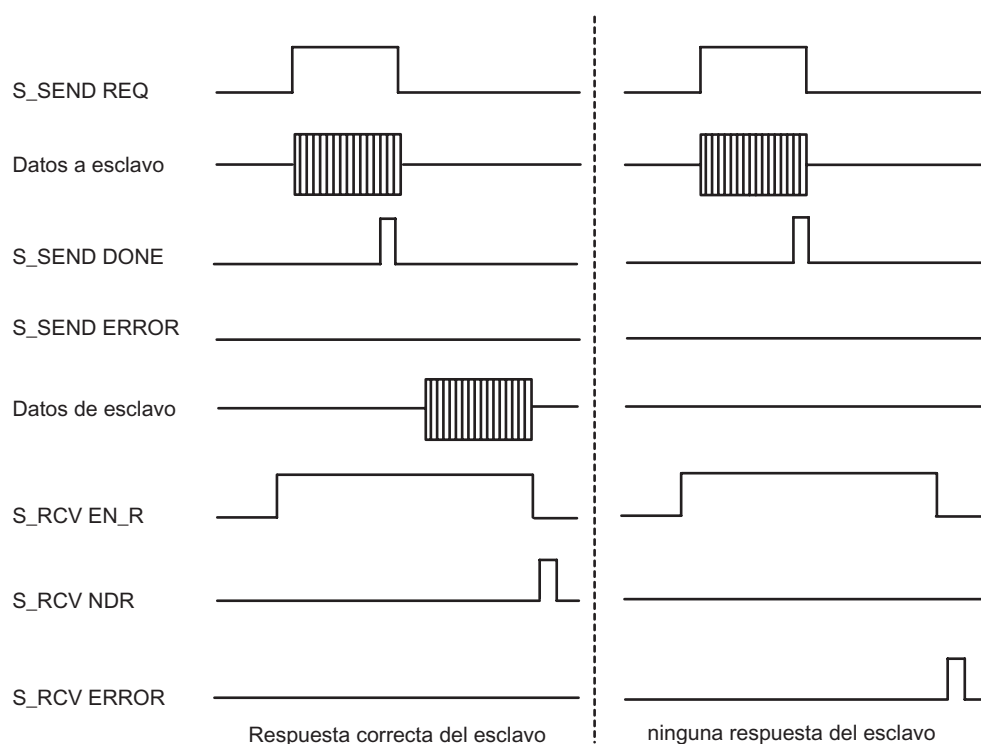 S_SEND REQ
Datos a esclavo
S_SEND DONE
S_SEND ERROR
Datos de esclavo
S_RCV EN_R
S_RCV NDR
S_RCV ERROR
Respuesta correcta del esclavo
ninguna respuesta del esclavo